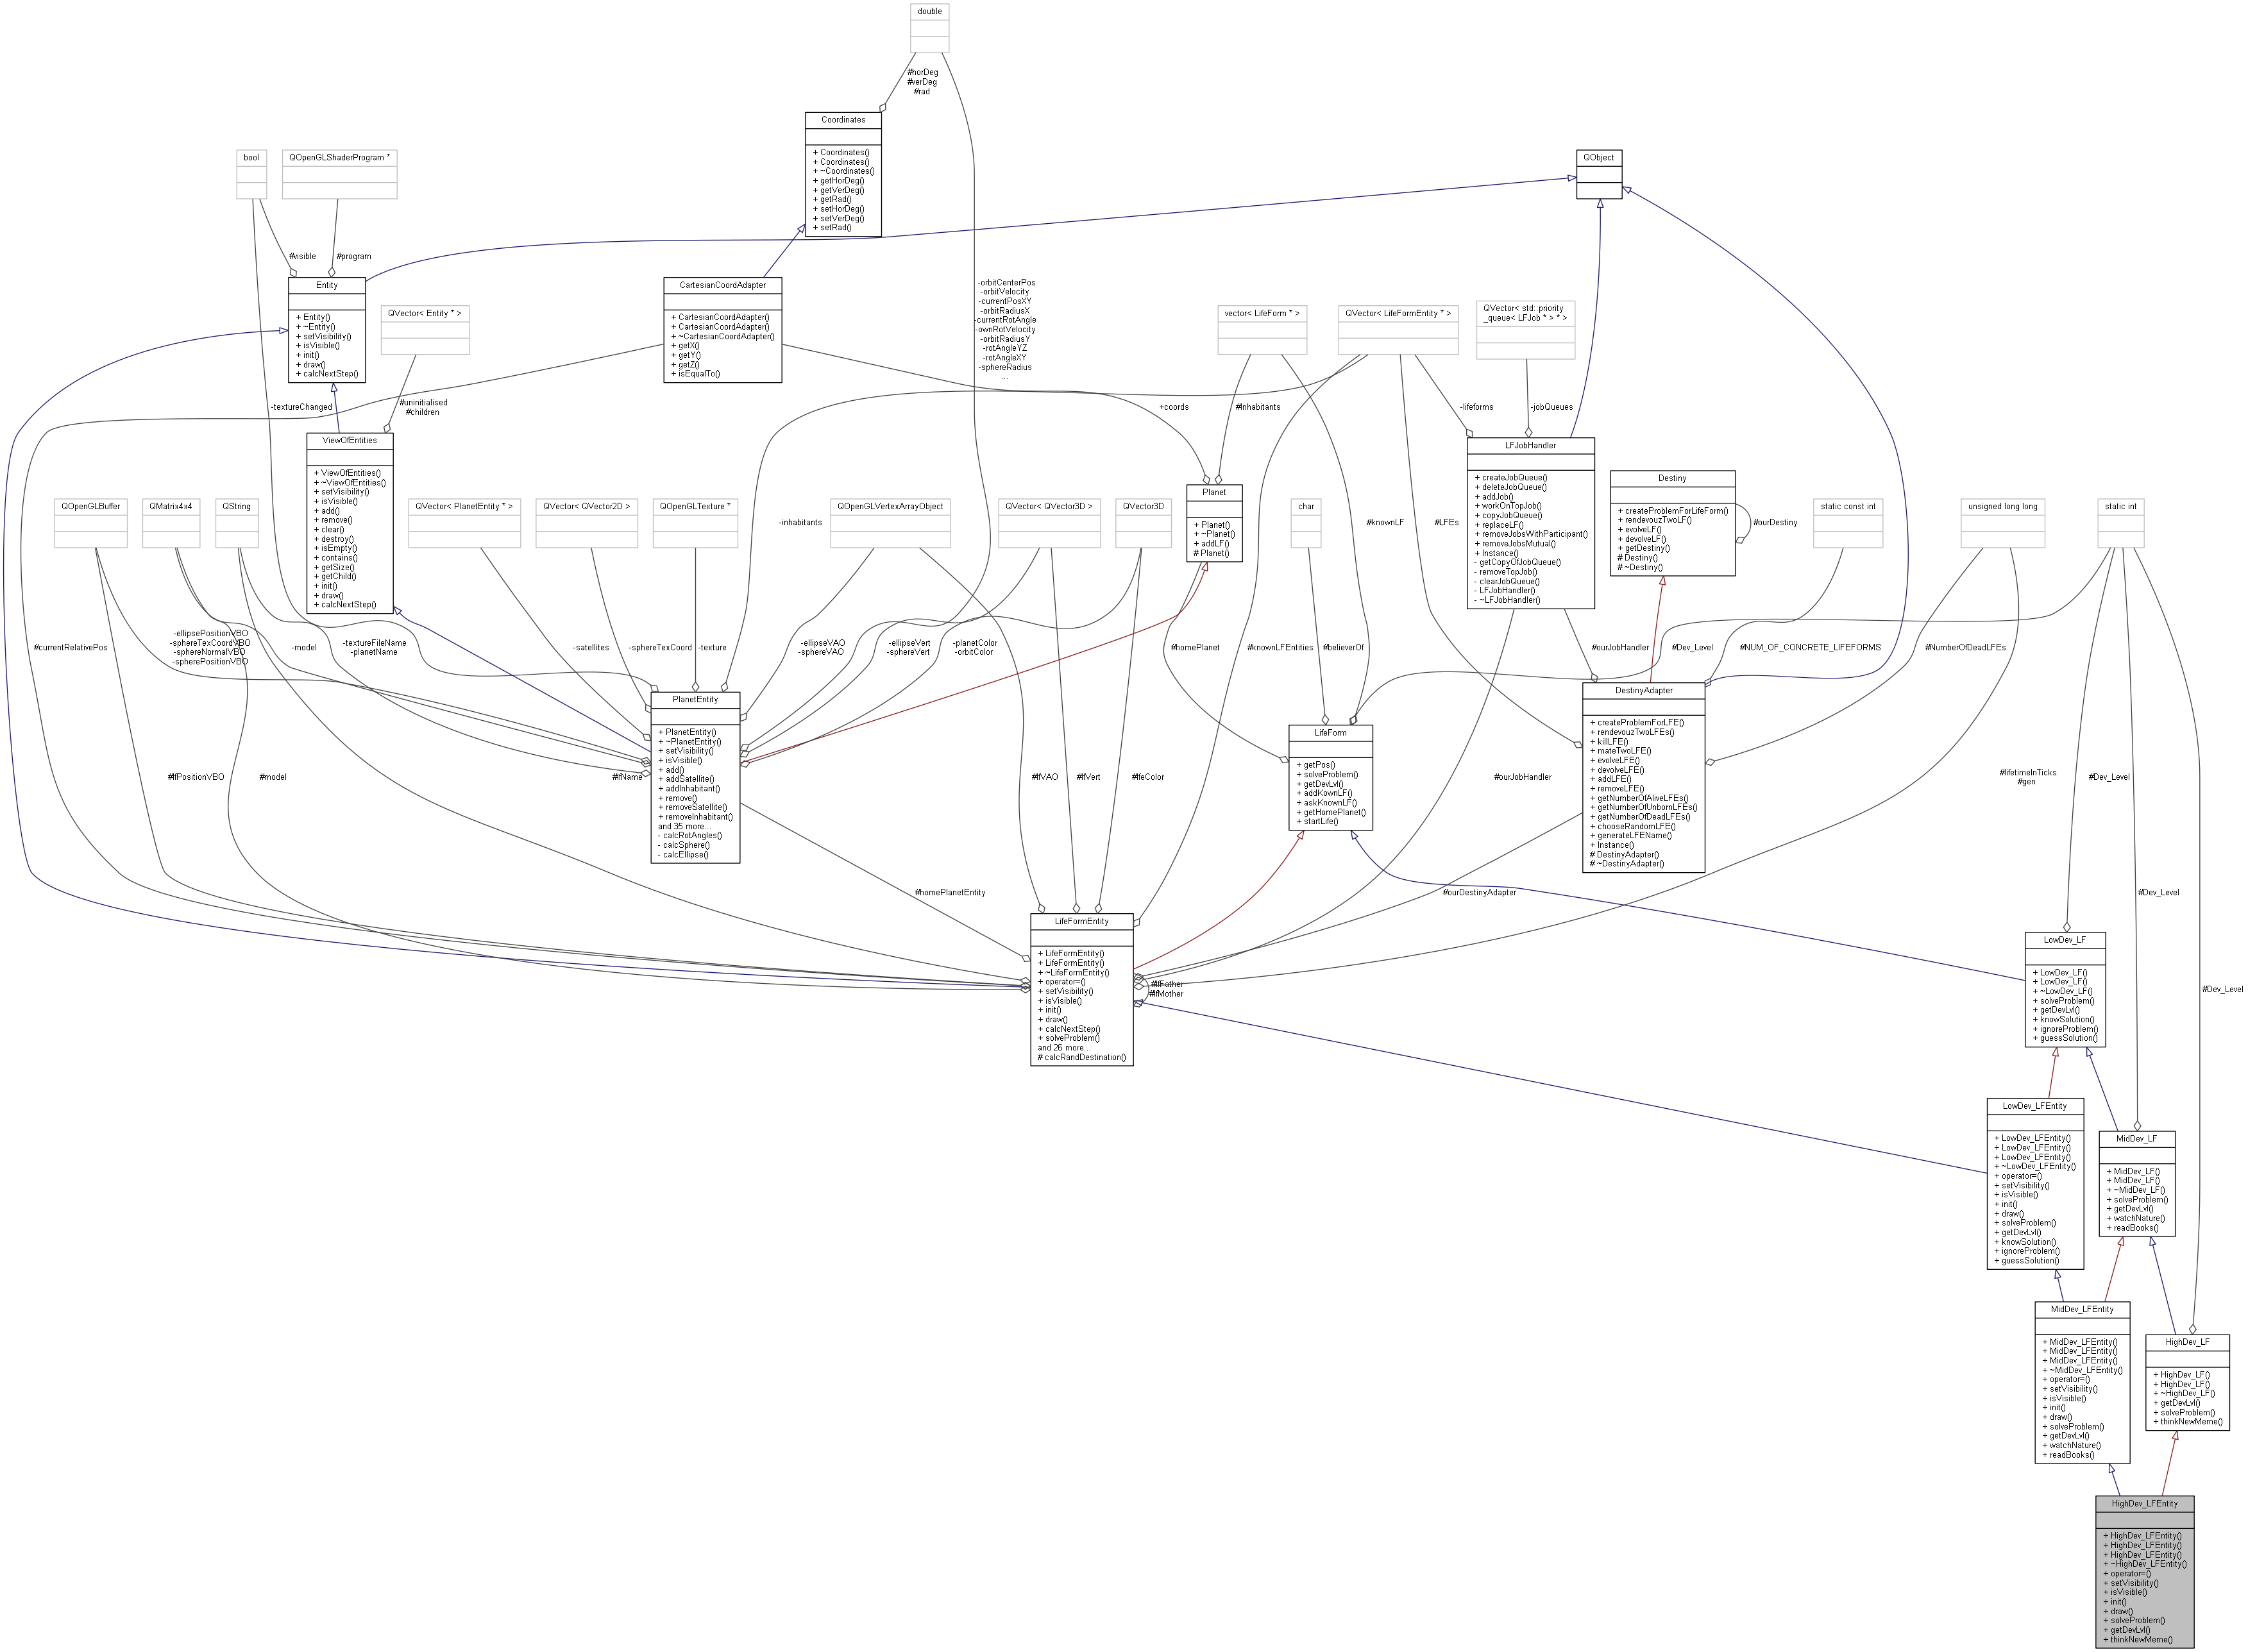 double
#horDeg
#verDeg
#rad
Coordinates
+ Coordinates()
+ Coordinates()
+ ~Coordinates()
+ getHorDeg()
+ getVerDeg()
+ getRad()
+ setHorDeg()
+ setVerDeg()
+ setRad()
bool
QOpenGLShaderProgram *
QObject
#visible
#program
Entity
+ Entity()
+ ~Entity()
+ setVisibility()
+ isVisible()
+ init()
+ draw()
+ calcNextStep()
QVector< Entity * >
CartesianCoordAdapter
+ CartesianCoordAdapter()
+ CartesianCoordAdapter()
+ ~CartesianCoordAdapter()
+ getX()
+ getY()
+ getZ()
+ isEqualTo()
-orbitCenterPos
-orbitVelocity
-currentPosXY
-orbitRadiusX
-currentRotAngle
-ownRotVelocity
-orbitRadiusY
-rotAngleYZ
-rotAngleXY
-sphereRadius
...
vector< LifeForm * >
QVector< LifeFormEntity * >
QVector< std::priority
_queue< LFJob * > * >
-textureChanged
#uninitialised
#children
+coords
#Inhabitants
-lifeforms
-jobQueues
ViewOfEntities
+ ViewOfEntities()
+ ~ViewOfEntities()
+ setVisibility()
+ isVisible()
+ add()
+ remove()
+ clear()
+ destroy()
+ isEmpty()
+ contains()
+ getSize()
+ getChild()
+ init()
+ draw()
+ calcNextStep()
LFJobHandler
+ createJobQueue()
+ deleteJobQueue()
+ addJob()
+ workOnTopJob()
+ copyJobQueue()
+ replaceLF()
+ removeJobsWithParticipant()
+ removeJobsMutual()
+ Instance()
- getCopyOfJobQueue()
- removeTopJob()
- clearJobQueue()
- LFJobHandler()
- ~LFJobHandler()
Destiny
+ createProblemForLifeForm()
+ rendevouzTwoLF()
+ evolveLF()
+ devolveLF()
+ getDestiny()
# Destiny()
# ~Destiny()
#ourDestiny
Planet
+ Planet()
+ ~Planet()
+ addLF()
# Planet()
QOpenGLBuffer
QMatrix4x4
QString
QVector< PlanetEntity * >
QVector< QVector2D >
QOpenGLTexture *
-inhabitants
QOpenGLVertexArrayObject
QVector< QVector3D >
QVector3D
char
#knownLF
#LFEs
static const int
unsigned long long
static int
#currentRelativePos
-ellipsePositionVBO
-sphereTexCoordVBO
-sphereNormalVBO
-spherePositionVBO
-model
-textureFileName
-planetName
-satellites
-sphereTexCoord
-texture
-ellipseVAO
-sphereVAO
-ellipseVert
-sphereVert
-planetColor
-orbitColor
#homePlanet
#knownLFEntities
#believerOf
#ourJobHandler
#Dev_Level
#NUM_OF_CONCRETE_LIFEFORMS
#NumberOfDeadLFEs
PlanetEntity
+ PlanetEntity()
+ ~PlanetEntity()
+ setVisibility()
+ isVisible()
+ add()
+ addSatellite()
+ addInhabitant()
+ remove()
+ removeSatellite()
+ removeInhabitant()
and 35 more...
- calcRotAngles()
- calcSphere()
- calcEllipse()
LifeForm
+ getPos()
+ solveProblem()
+ getDevLvl()
+ addKownLF()
+ askKnownLF()
+ getHomePlanet()
+ startLife()
DestinyAdapter
+ createProblemForLFE()
+ rendevouzTwoLFEs()
+ killLFE()
+ mateTwoLFE()
+ evolveLFE()
+ devolveLFE()
+ addLFE()
+ removeLFE()
+ getNumberOfAliveLFEs()
+ getNumberOfUnbornLFEs()
+ getNumberOfDeadLFEs()
+ chooseRandomLFE()
+ generateLFEName()
+ Instance()
# DestinyAdapter()
# ~DestinyAdapter()
#lfPositionVBO
#model
#lfName
#lfVAO
#lfVert
#lfeColor
#ourJobHandler
#lifetimeInTicks
#gen
#Dev_Level
#homePlanetEntity
#ourDestinyAdapter
#Dev_Level
LifeFormEntity
+ LifeFormEntity()
+ LifeFormEntity()
+ ~LifeFormEntity()
+ operator=()
+ setVisibility()
+ isVisible()
+ init()
+ draw()
+ calcNextStep()
+ solveProblem()
and 26 more...
# calcRandDestination()
#lfFather
#lfMother
LowDev_LF
+ LowDev_LF()
+ LowDev_LF()
+ ~LowDev_LF()
+ solveProblem()
+ getDevLvl()
+ knowSolution()
+ ignoreProblem()
+ guessSolution()
#Dev_Level
LowDev_LFEntity
+ LowDev_LFEntity()
+ LowDev_LFEntity()
+ LowDev_LFEntity()
+ ~LowDev_LFEntity()
+ operator=()
+ setVisibility()
+ isVisible()
+ init()
+ draw()
+ solveProblem()
+ getDevLvl()
+ knowSolution()
+ ignoreProblem()
+ guessSolution()
MidDev_LF
+ MidDev_LF()
+ MidDev_LF()
+ ~MidDev_LF()
+ solveProblem()
+ getDevLvl()
+ watchNature()
+ readBooks()
MidDev_LFEntity
+ MidDev_LFEntity()
+ MidDev_LFEntity()
+ MidDev_LFEntity()
+ ~MidDev_LFEntity()
+ operator=()
+ setVisibility()
+ isVisible()
+ init()
+ draw()
+ solveProblem()
+ getDevLvl()
+ watchNature()
+ readBooks()
HighDev_LF
+ HighDev_LF()
+ HighDev_LF()
+ ~HighDev_LF()
+ getDevLvl()
+ solveProblem()
+ thinkNewMeme()
HighDev_LFEntity
+ HighDev_LFEntity()
+ HighDev_LFEntity()
+ HighDev_LFEntity()
+ ~HighDev_LFEntity()
+ operator=()
+ setVisibility()
+ isVisible()
+ init()
+ draw()
+ solveProblem()
+ getDevLvl()
+ thinkNewMeme()